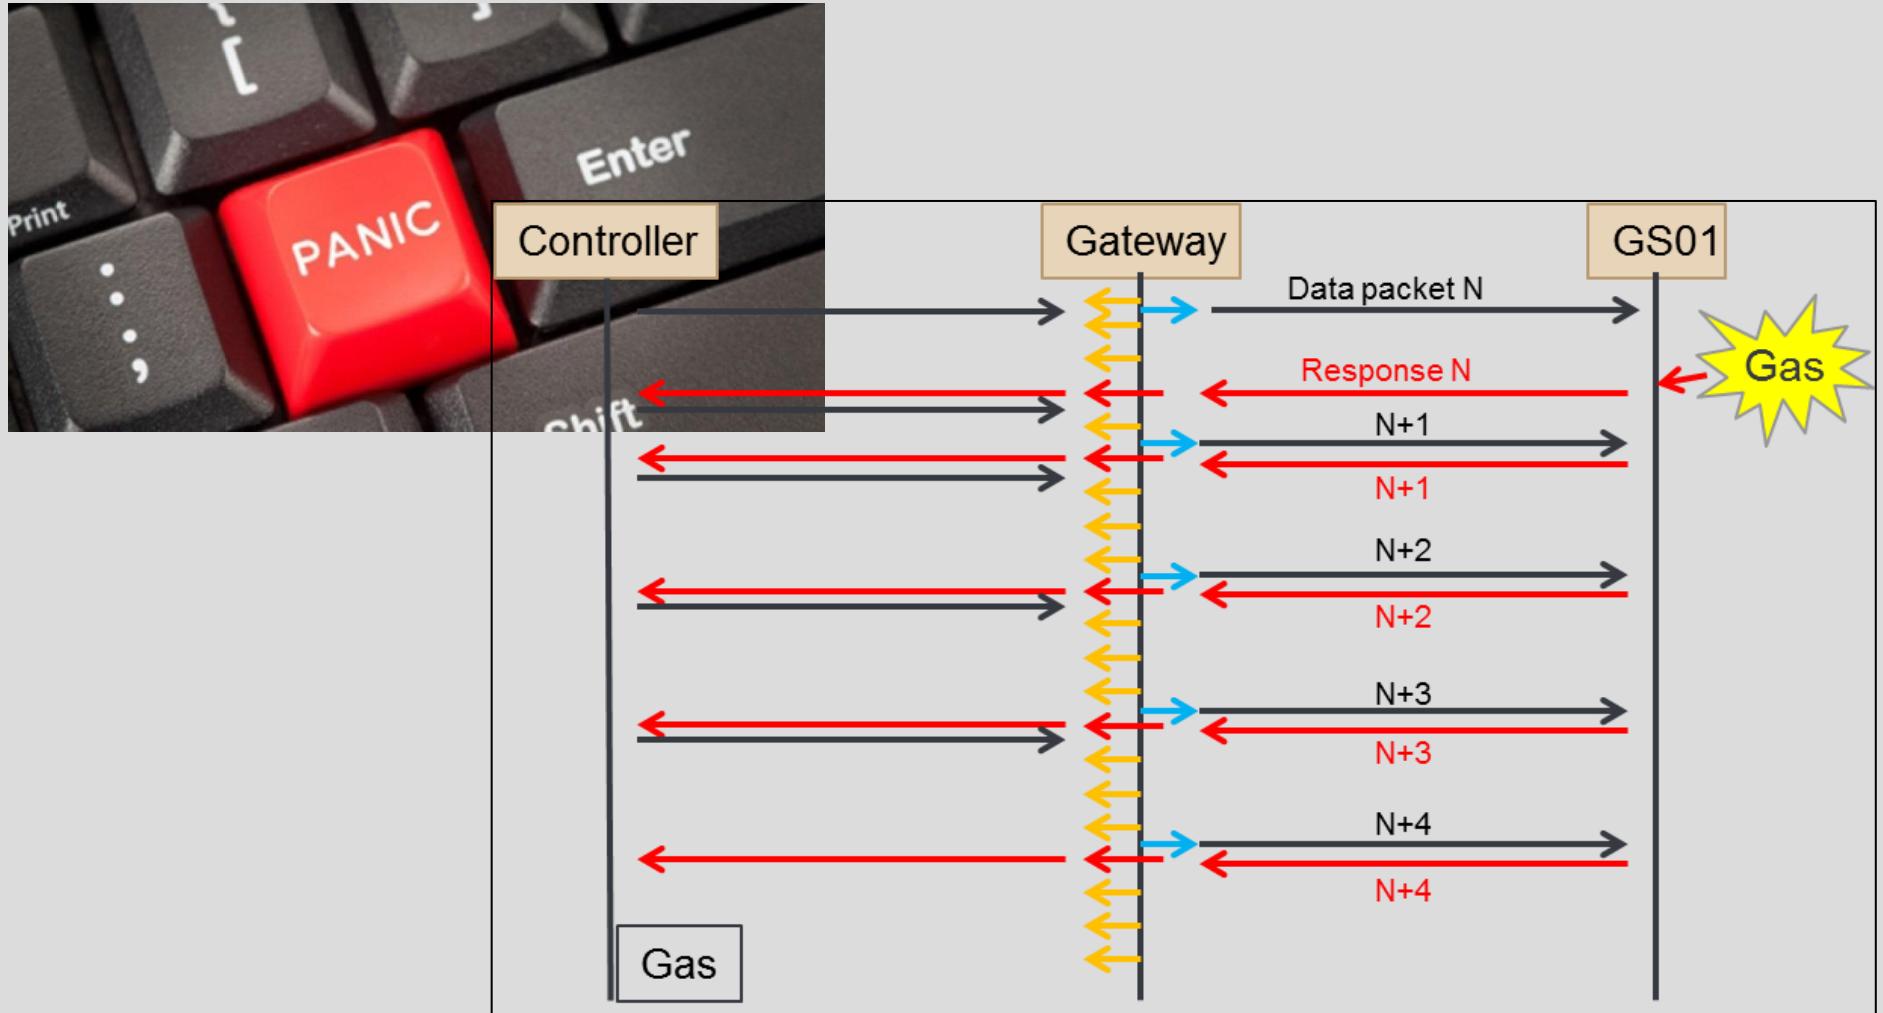 [
Enter
Print
PANIC
:
;
Shift
Controller
Gateway
GS01
Data packet N
Gas
Response N
N+1
N+1
N+2
N+2
N+3
N+3
N+4
N+4
Gas